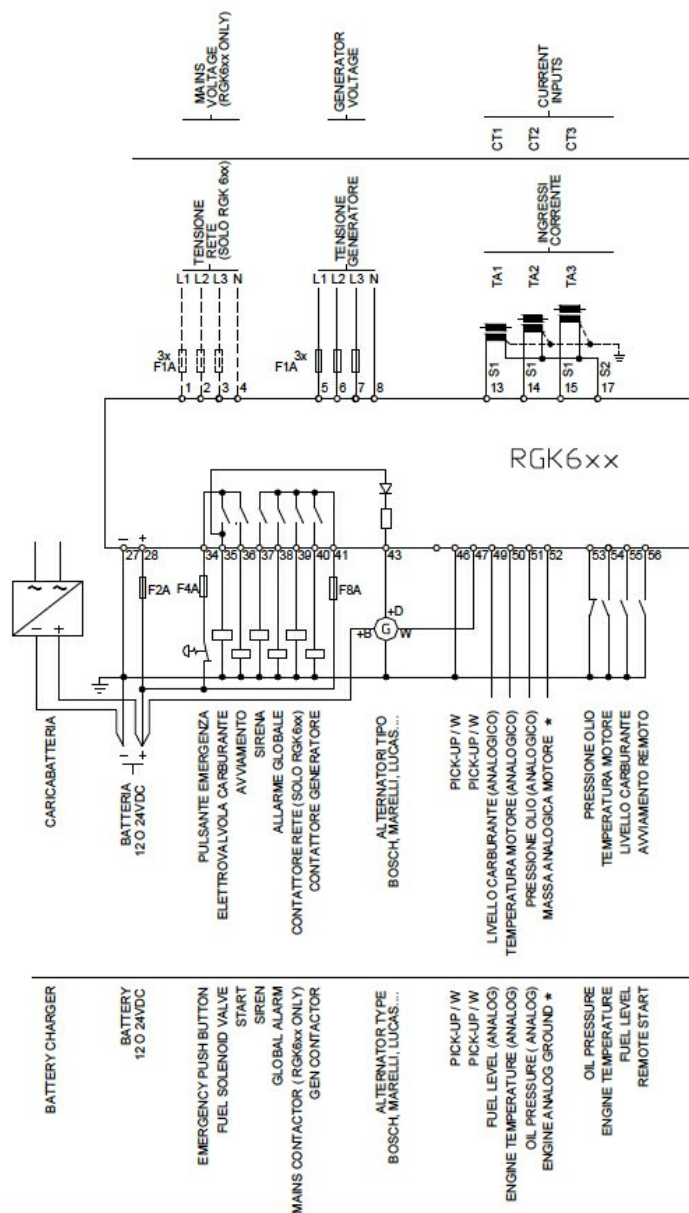 MAINS
VOLTAGE
(RGK6xx ONLY)
GENERATOR
VOLTAGE
CURRENT
INPUTS
CT1
CT2
CT3
TENSIONE
RETE
(SOLO RGK 6xx)
TENSIONE
GENERATORE
INGRESSI
CORRENTE
L1
L2
L3
N
L1
L2
L3
N
TA1
TA2
TA3
3x
F1A
3x
F1A
S1
S1
S1
S2
1
2
3
4
5
6
7
8
13
14
15
17
RGK6xx
-
+
27
28
34
35
36
37
38
39
40
41
43
46
47
49
50
51
52
53
54
55
56
~
~
-
+
F2A
F4A
F8A
+D
+B
G
W
-
+
CARICABATTERIA
BATTERIA
12 O 24VDC
PULSANTE EMERGENZA
ELETTROVALVOLA CARBURANTE
AVVIAMENTO
SIRENA
ALLARME GLOBALE
CONTATTORE RETE (SOLO RGK6xx)
CONTATTORE GENERATORE
ALTERNATORI TIPO
BOSCH, MARELLI, LUCAS....
PICK-UP / W
PICK-UP / W
LIVELLO CARBURANTE (ANALOGICO)
TEMPERATURA MOTORE (ANALOGICO)
PRESSIONE OLIO (ANALOGICO)
MASSA ANALOGICA MOTORE ★
PRESSIONE OLIO
TEMPERATURA MOTORE
LIVELLO CARBURANTE
AVVIAMENTO REMOTO
BATTERY CHARGER
BATTERY
12 O 24VDC
EMERGENCY PUSH BUTTON
FUEL SOLENOID VALVE
START
SIREN
GLOBAL ALARM
MAINS CONTACTOR ( RGK6xx ONLY)
GEN CONTACTOR
ALTERNATOR TYPE
BOSCH, MARELLI, LUCAS....
PICK-UP / W
PICK-UP / W
FUEL LEVEL (ANALOG)
ENGINE TEMPERATURE (ANALOG)
OIL PRESSURE ( ANALOG)
ENGINE ANALOG GROUND ★
OIL PRESSURE
ENGINE TEMPERATURE
FUEL LEVEL
REMOTE START